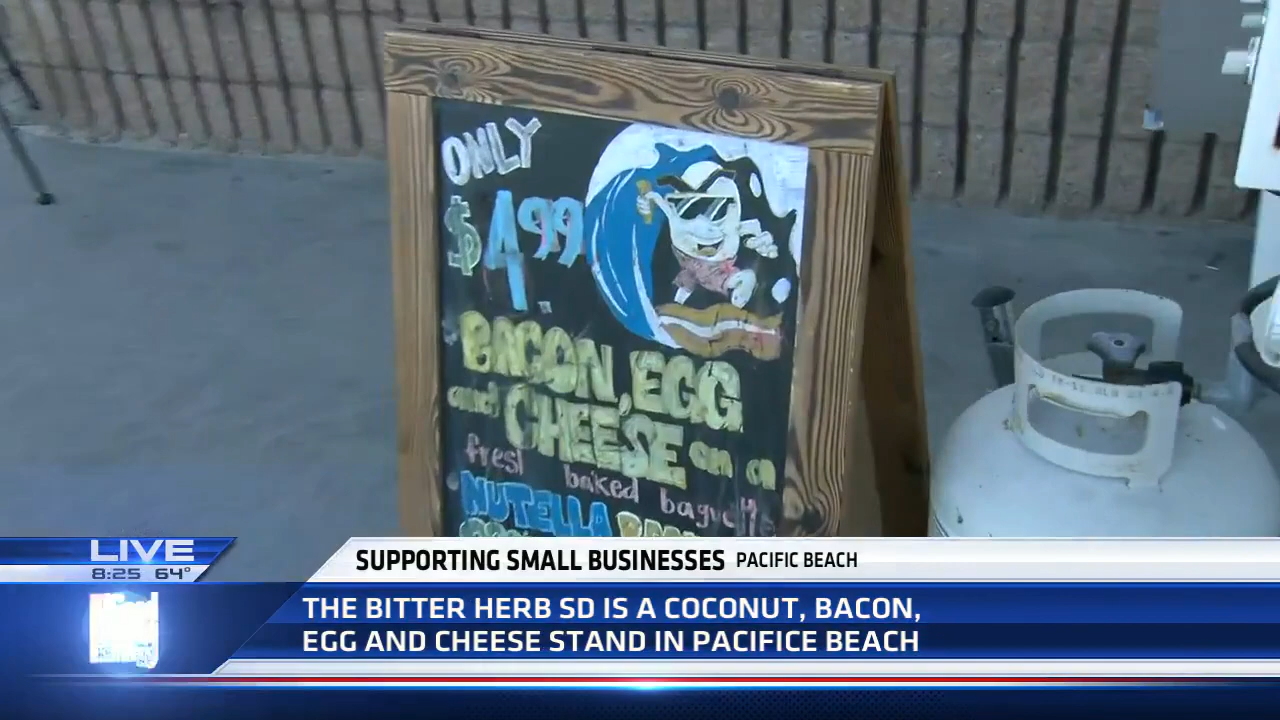 ONLY
$4.99
BACON, EGG
and CHEESE on a
fresh baked baguette
NUTELLA
LIVE
8:25 64°
SUPPORTING SMALL BUSINESSES PACIFIC BEACH
THE BITTER HERB SD IS A COCONUT, BACON,
EGG AND CHEESE STAND IN PACIFICE BEACH